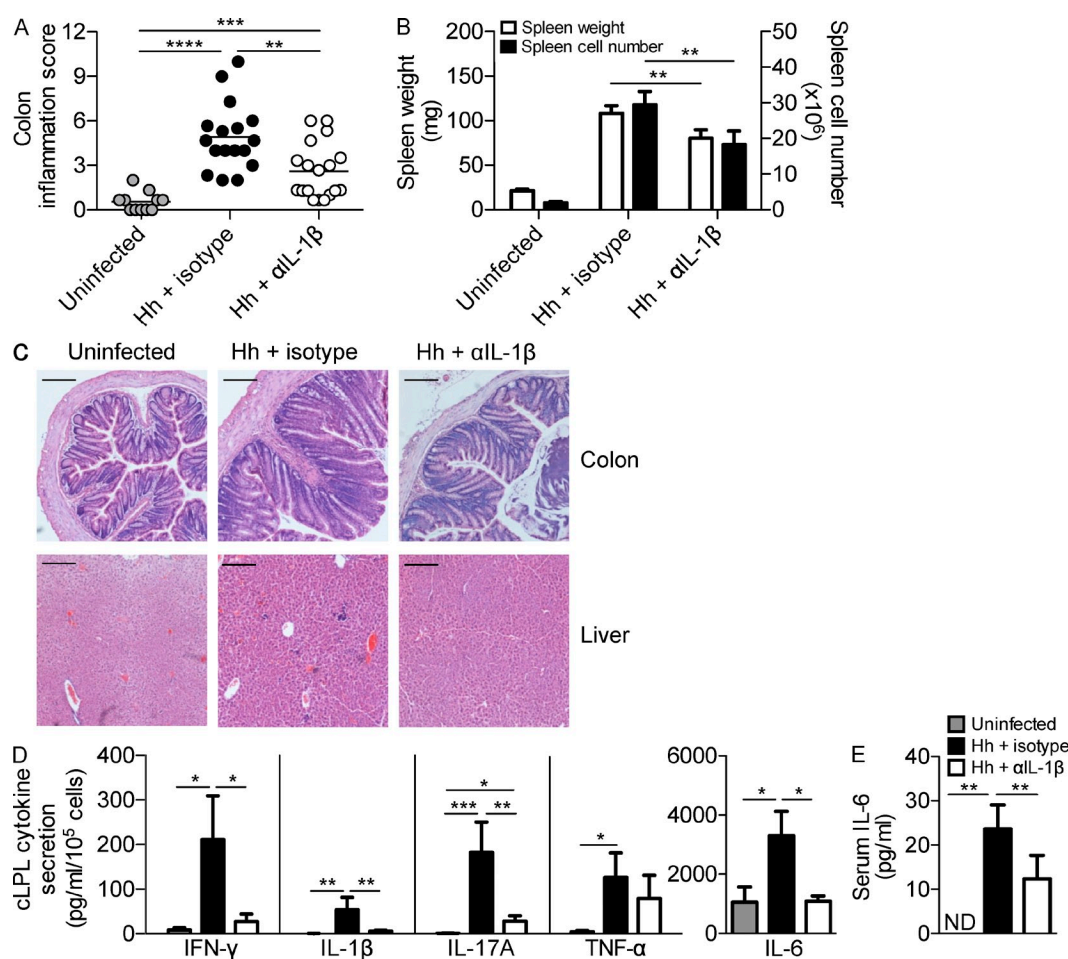 A
Colon
inflammation score
12
9
6
3
0
***
**** **
Uninfected
Hh + isotype
Hh + αIL-1β
B
Spleen weight
Spleen cell number
Spleen weight
(mg)
200
150
100
50
0
**
**
50
40
30
20
10
0
Spleen cell number
(x10⁶)
Uninfected
Hh + isotype
Hh + αIL-1β
C
Uninfected Hh + isotype Hh + αIL-1β
Colon
Liver
D
cLPL cytokine
secretion
(pg/ml/10⁵ cells)
400
300
200
100
0
* *
** **
*
*** **
*
IFN-γ IL-1β IL-17A TNF-α
6000
4000
2000
0
* *
IL-6
E
Uninfected
Hh + isotype
Hh + αIL-1β
Serum IL-6
(pg/ml)
40
30
20
10
0
** **
ND